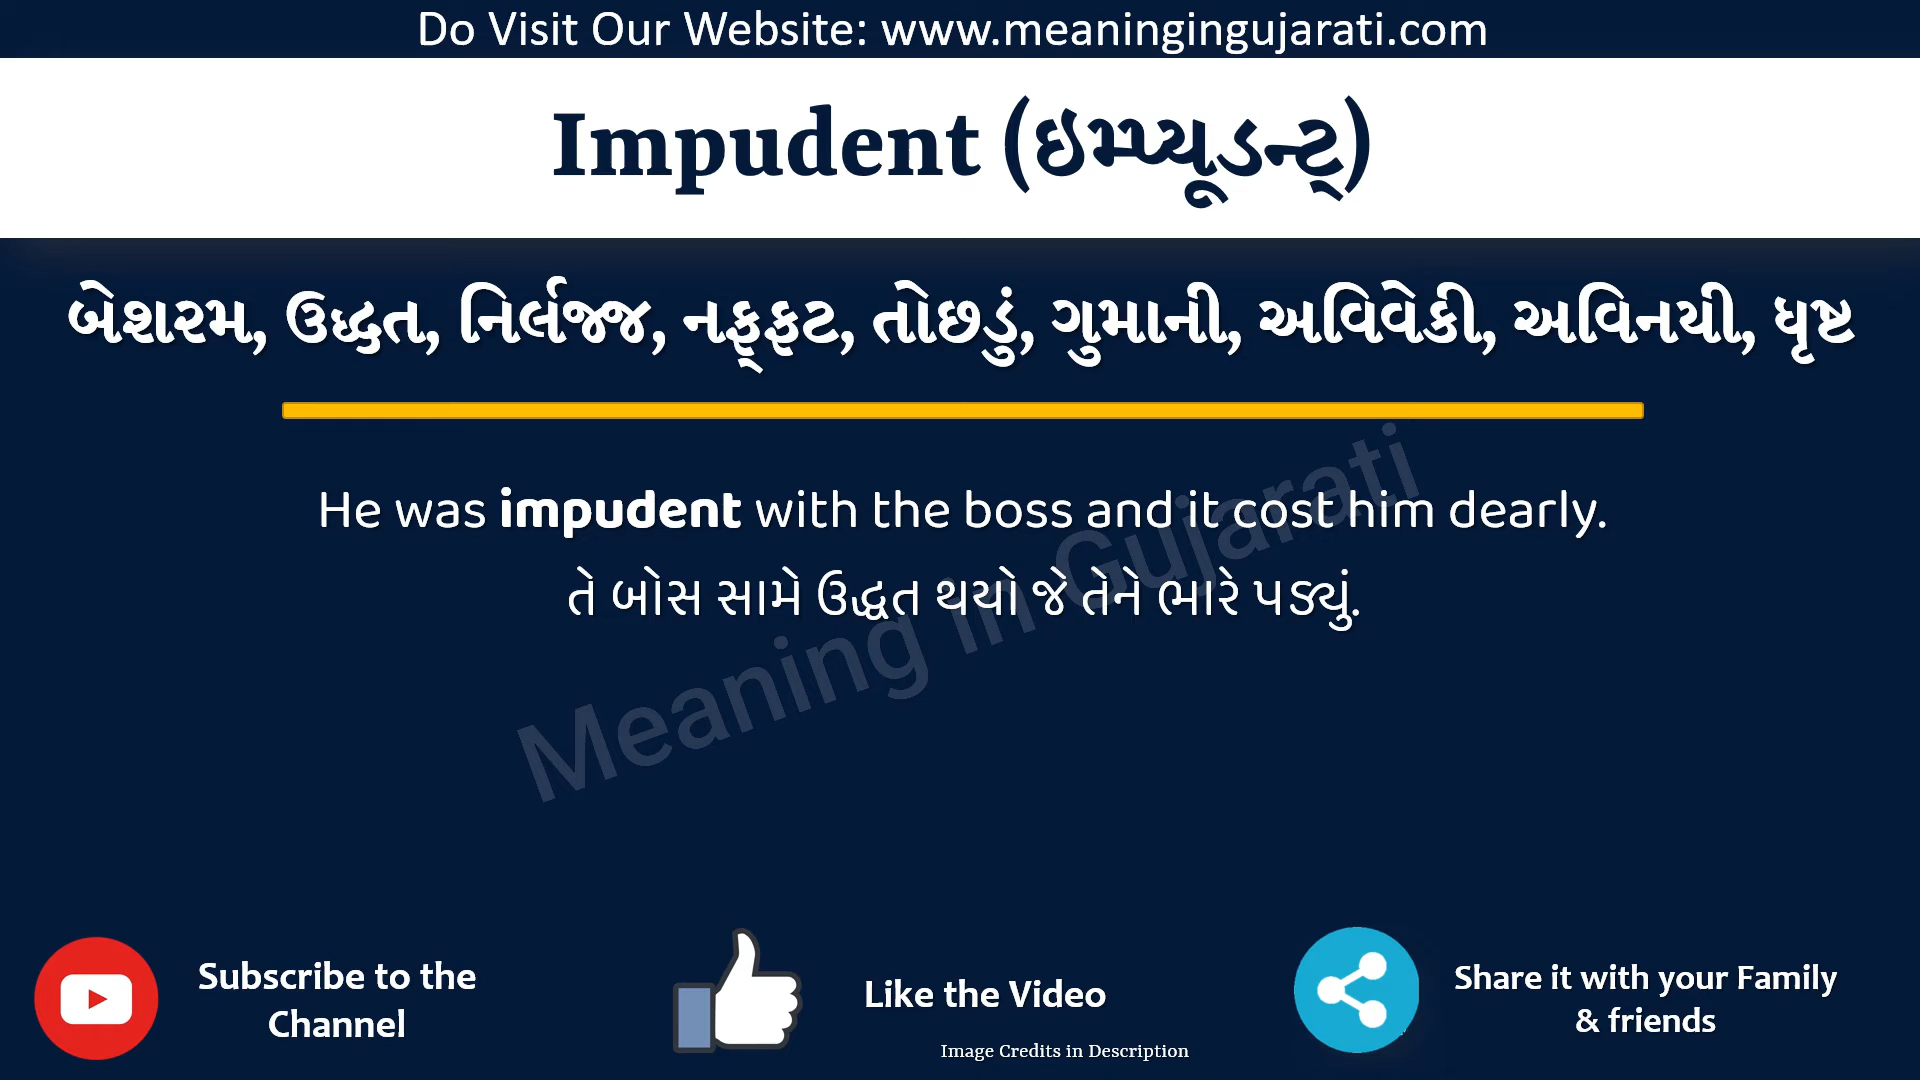 Do Visit Our Website: www.meaningingujarati.com
Impudent (ઇમ્પ્યૂડન્ટ્)
બેશરમ, ઉદ્ધત, નિર્લજ્જ, નફ્ફટ, તોછડું, ગુમાની, અવિવેકી, અવિનયી, ધૃષ્ટ
He was impudent with the boss and it cost him dearly.
તે બોસ સામે ઉદ્ધત થયો જે તેને ભારે પડ્યું.
Meaning in Gujarati
Subscribe to the
Channel
Like the Video
Share it with your Family
& friends
Image Credits in Description